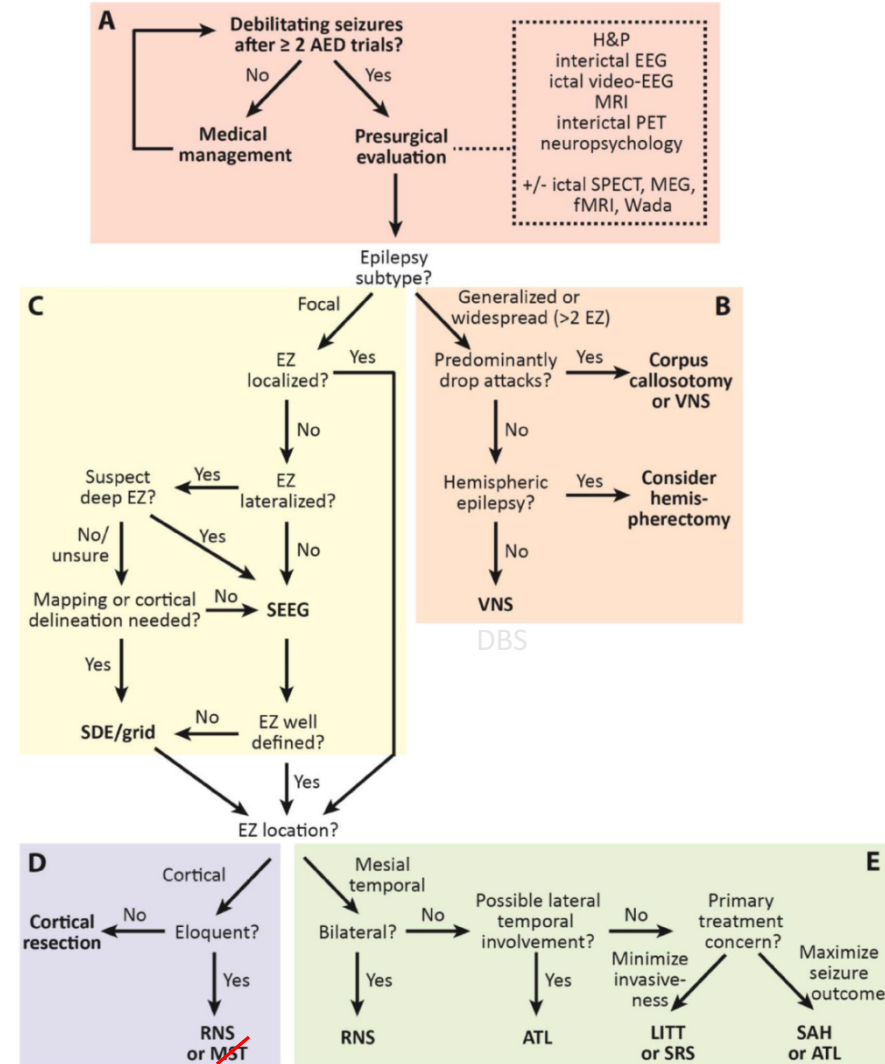 A
Debilitating seizures
after ≥ 2 AED trials?
No
Yes
Medical
management
Presurgical
evaluation
H&P
interictal EEG
ictal video-EEG
MRI
interictal PET
neuropsychology
+/- ictal SPECT, MEG,
fMRI, Wada
Epilepsy
subtype?
C
Focal
EZ
localized?
Yes
No
EZ
lateralized?
Yes
No
Suspect
deep EZ?
No/
unsure
Yes
Mapping or cortical
delineation needed?
No
SEEG
Yes
SDE/grid
No
EZ well
defined?
Yes
B
Generalized or
widespread (>2 EZ)
Predominantly
drop attacks?
Yes
Corpus
callosotomy
or VNS
No
Hemispheric
epilepsy?
Yes
Consider
hemis-
pherectomy
No
VNS
DBS
EZ location?
D
Cortical
Eloquent?
No
Cortical
resection
Yes
RNS
or MST
E
Mesial
temporal
Bilateral?
No
Yes
RNS
Possible lateral
temporal
involvement?
No
Yes
ATL
Primary
treatment
concern?
Minimize
invasive-
ness
LITT
or SRS
Maximize
seizure
outcome
SAH
or ATL